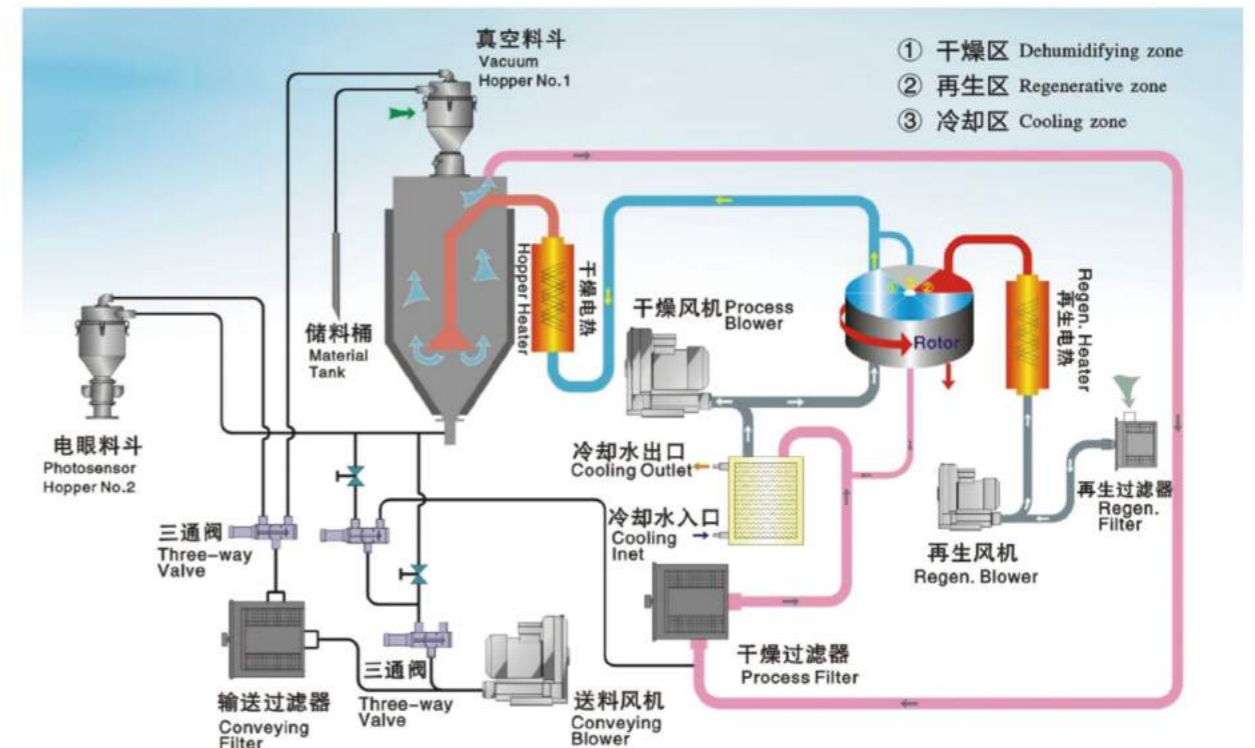 真空料斗
Vacuum
Hopper No.1
① 干燥区 Dehumidifying zone
② 再生区 Regenerative zone
③ 冷却区 Cooling zone
干燥电热
Hopper Heater
储料桶
Material
Tank
干燥风机 Process
Blower
Rotor
Regen. Heater
再生电热
电眼料斗
Photosensor
Hopper No.2
冷却水出口
Cooling Outlet
冷却水入口
Cooling
Inet
再生过滤器
Regen.
Filter
再生风机
Regen. Blower
三通阀
Three-way
Valve
干燥过滤器
Process Filter
三通阀
Three-way
Valve
送料风机
Conveying
Blower
输送过滤器
Conveying
Filter